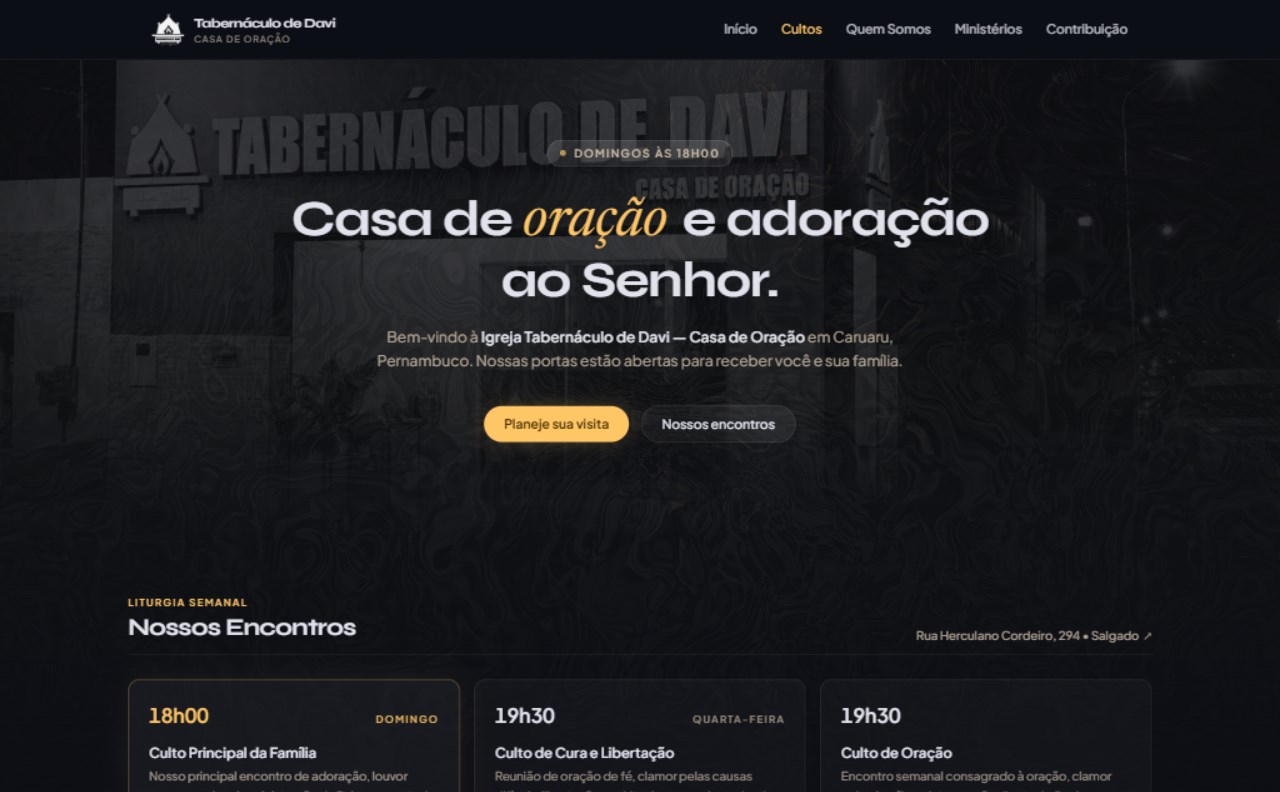 Tabernáculo de Davi
CASA DE ORAÇÃO
Início Cultos Quem Somos Ministérios Contribuição
TABERNÁCULO DE DAVI
CASA DE ORAÇÃO
DOMINGOS ÀS 18H00
Casa de oração e adoração
ao Senhor.
Bem-vindo à Igreja Tabernáculo de Davi — Casa de Oração em Caruaru,
Pernambuco. Nossas portas estão abertas para receber você e sua família.
Planeje sua visita Nossos encontros
LITURGIA SEMANAL
Nossos Encontros
Rua Herculano Cordeiro, 294 • Salgado ↗
18h00 DOMINGO
Culto Principal da Família
Nosso principal encontro de adoração, louvor
19h30 QUARTA-FEIRA
Culto de Cura e Libertação
Reunião de oração de fé, clamor pelas causas
19h30
Culto de Oração
Encontro semanal consagrado à oração, clamor